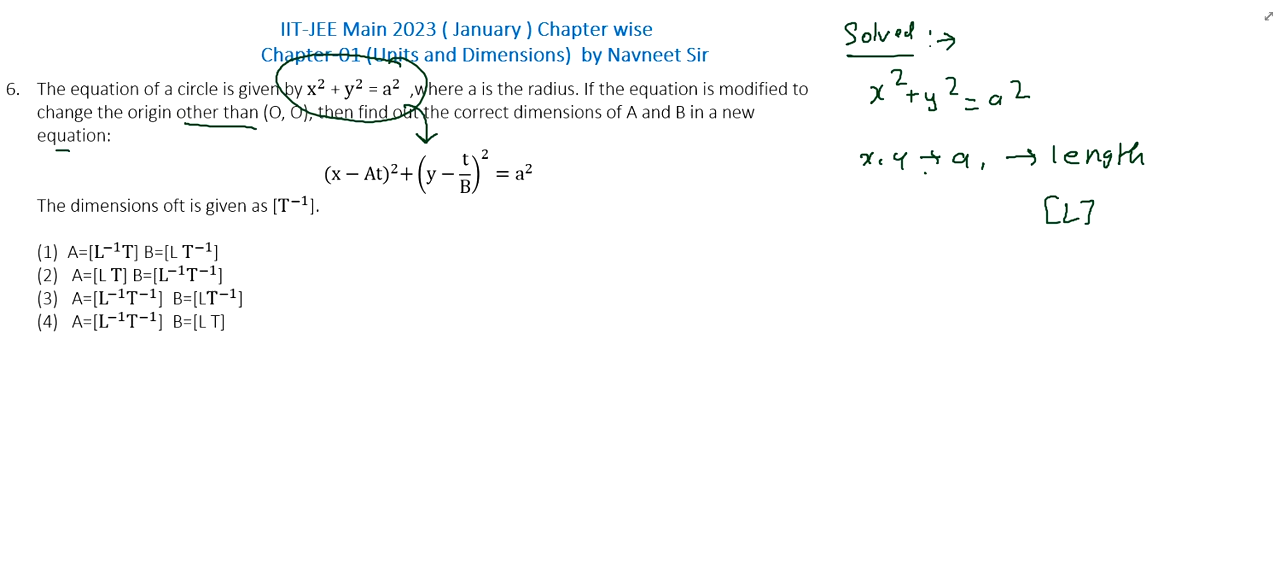 IIT-JEE Main 2023 ( January ) Chapter wise
Chapter-01 (Units and Dimensions) by Navneet Sir
6. The equation of a circle is given by x² + y² = a² ,where a is the radius. If the equation is modified to
change the origin other than (O, O), then find out the correct dimensions of A and B in a new
equation:
(x − At)²+(y − t/B)² = a²
The dimensions oft is given as [T⁻¹].
(1) A=[L⁻¹T] B=[L T⁻¹]
(2) A=[L T] B=[L⁻¹T⁻¹]
(3) A=[L⁻¹T⁻¹] B=[LT⁻¹]
(4) A=[L⁻¹T⁻¹] B=[L T]
Solved :→
x²+y²=a²
x, y + a, → length
[L]